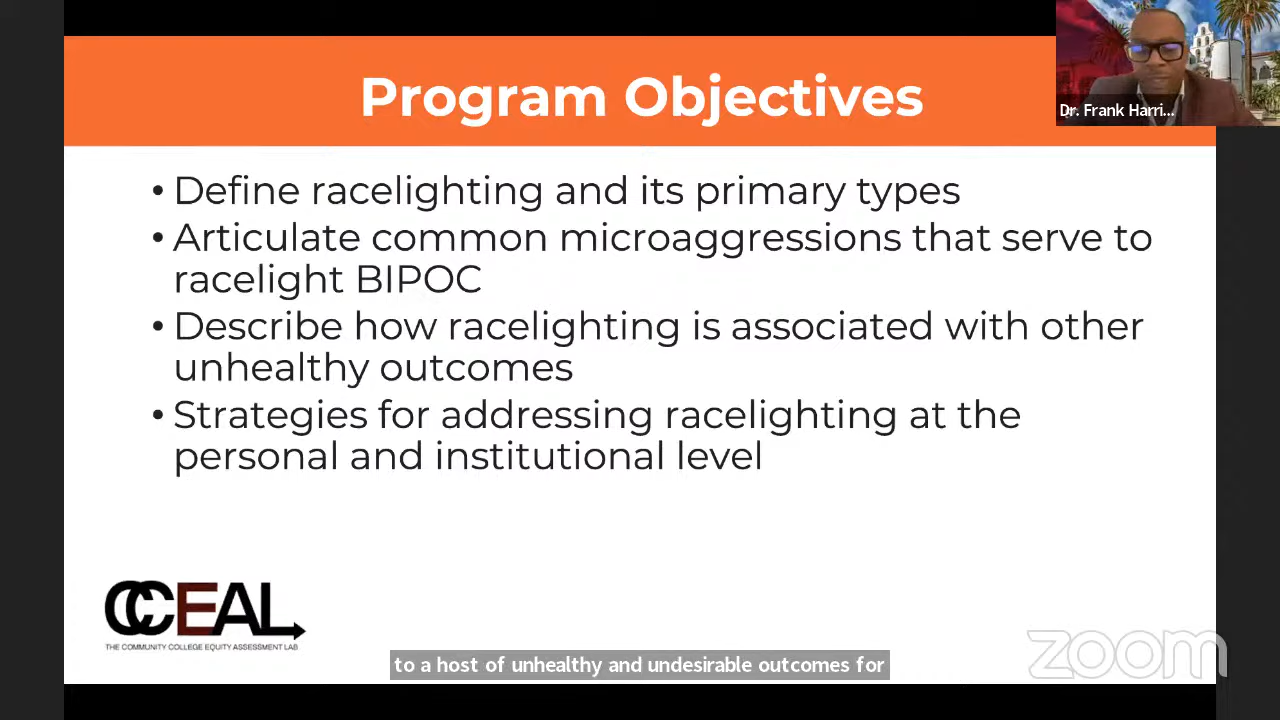 Program Objectives
Dr. Frank Harri...
• Define racelighting and its primary types
• Articulate common microaggressions that serve to
racelight BIPOC
• Describe how racelighting is associated with other
unhealthy outcomes
• Strategies for addressing racelighting at the
personal and institutional level
CCEAL
THE COMMUNITY COLLEGE EQUITY ASSESSMENT LAB
to a host of unhealthy and undesirable outcomes for
zoom